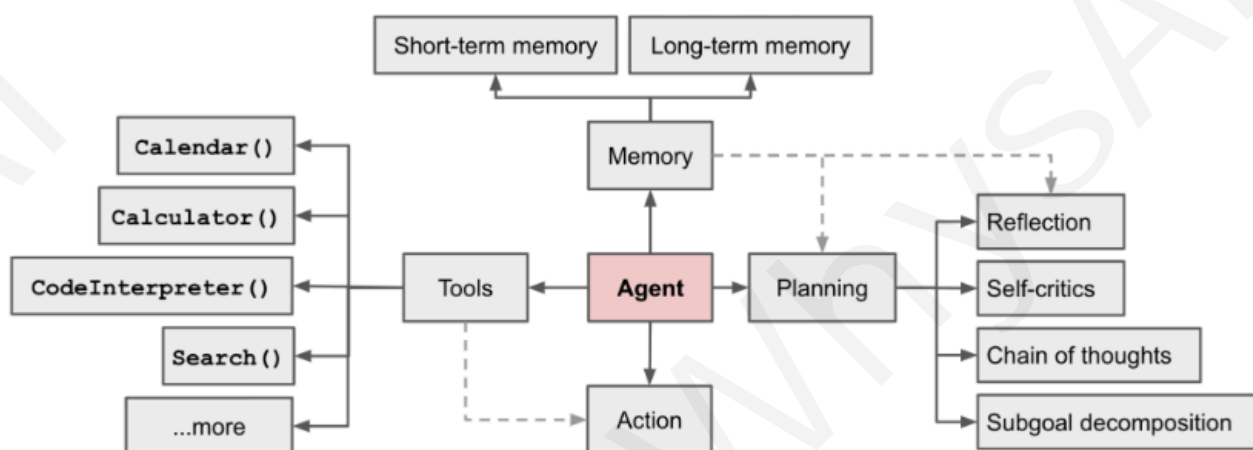 Short-term memory
Long-term memory
Calendar()
Memory
Calculator()
Reflection
CodeInterpreter()
Tools
Agent
Planning
Self-critics
Search()
Chain of thoughts
...more
Action
Subgoal decomposition